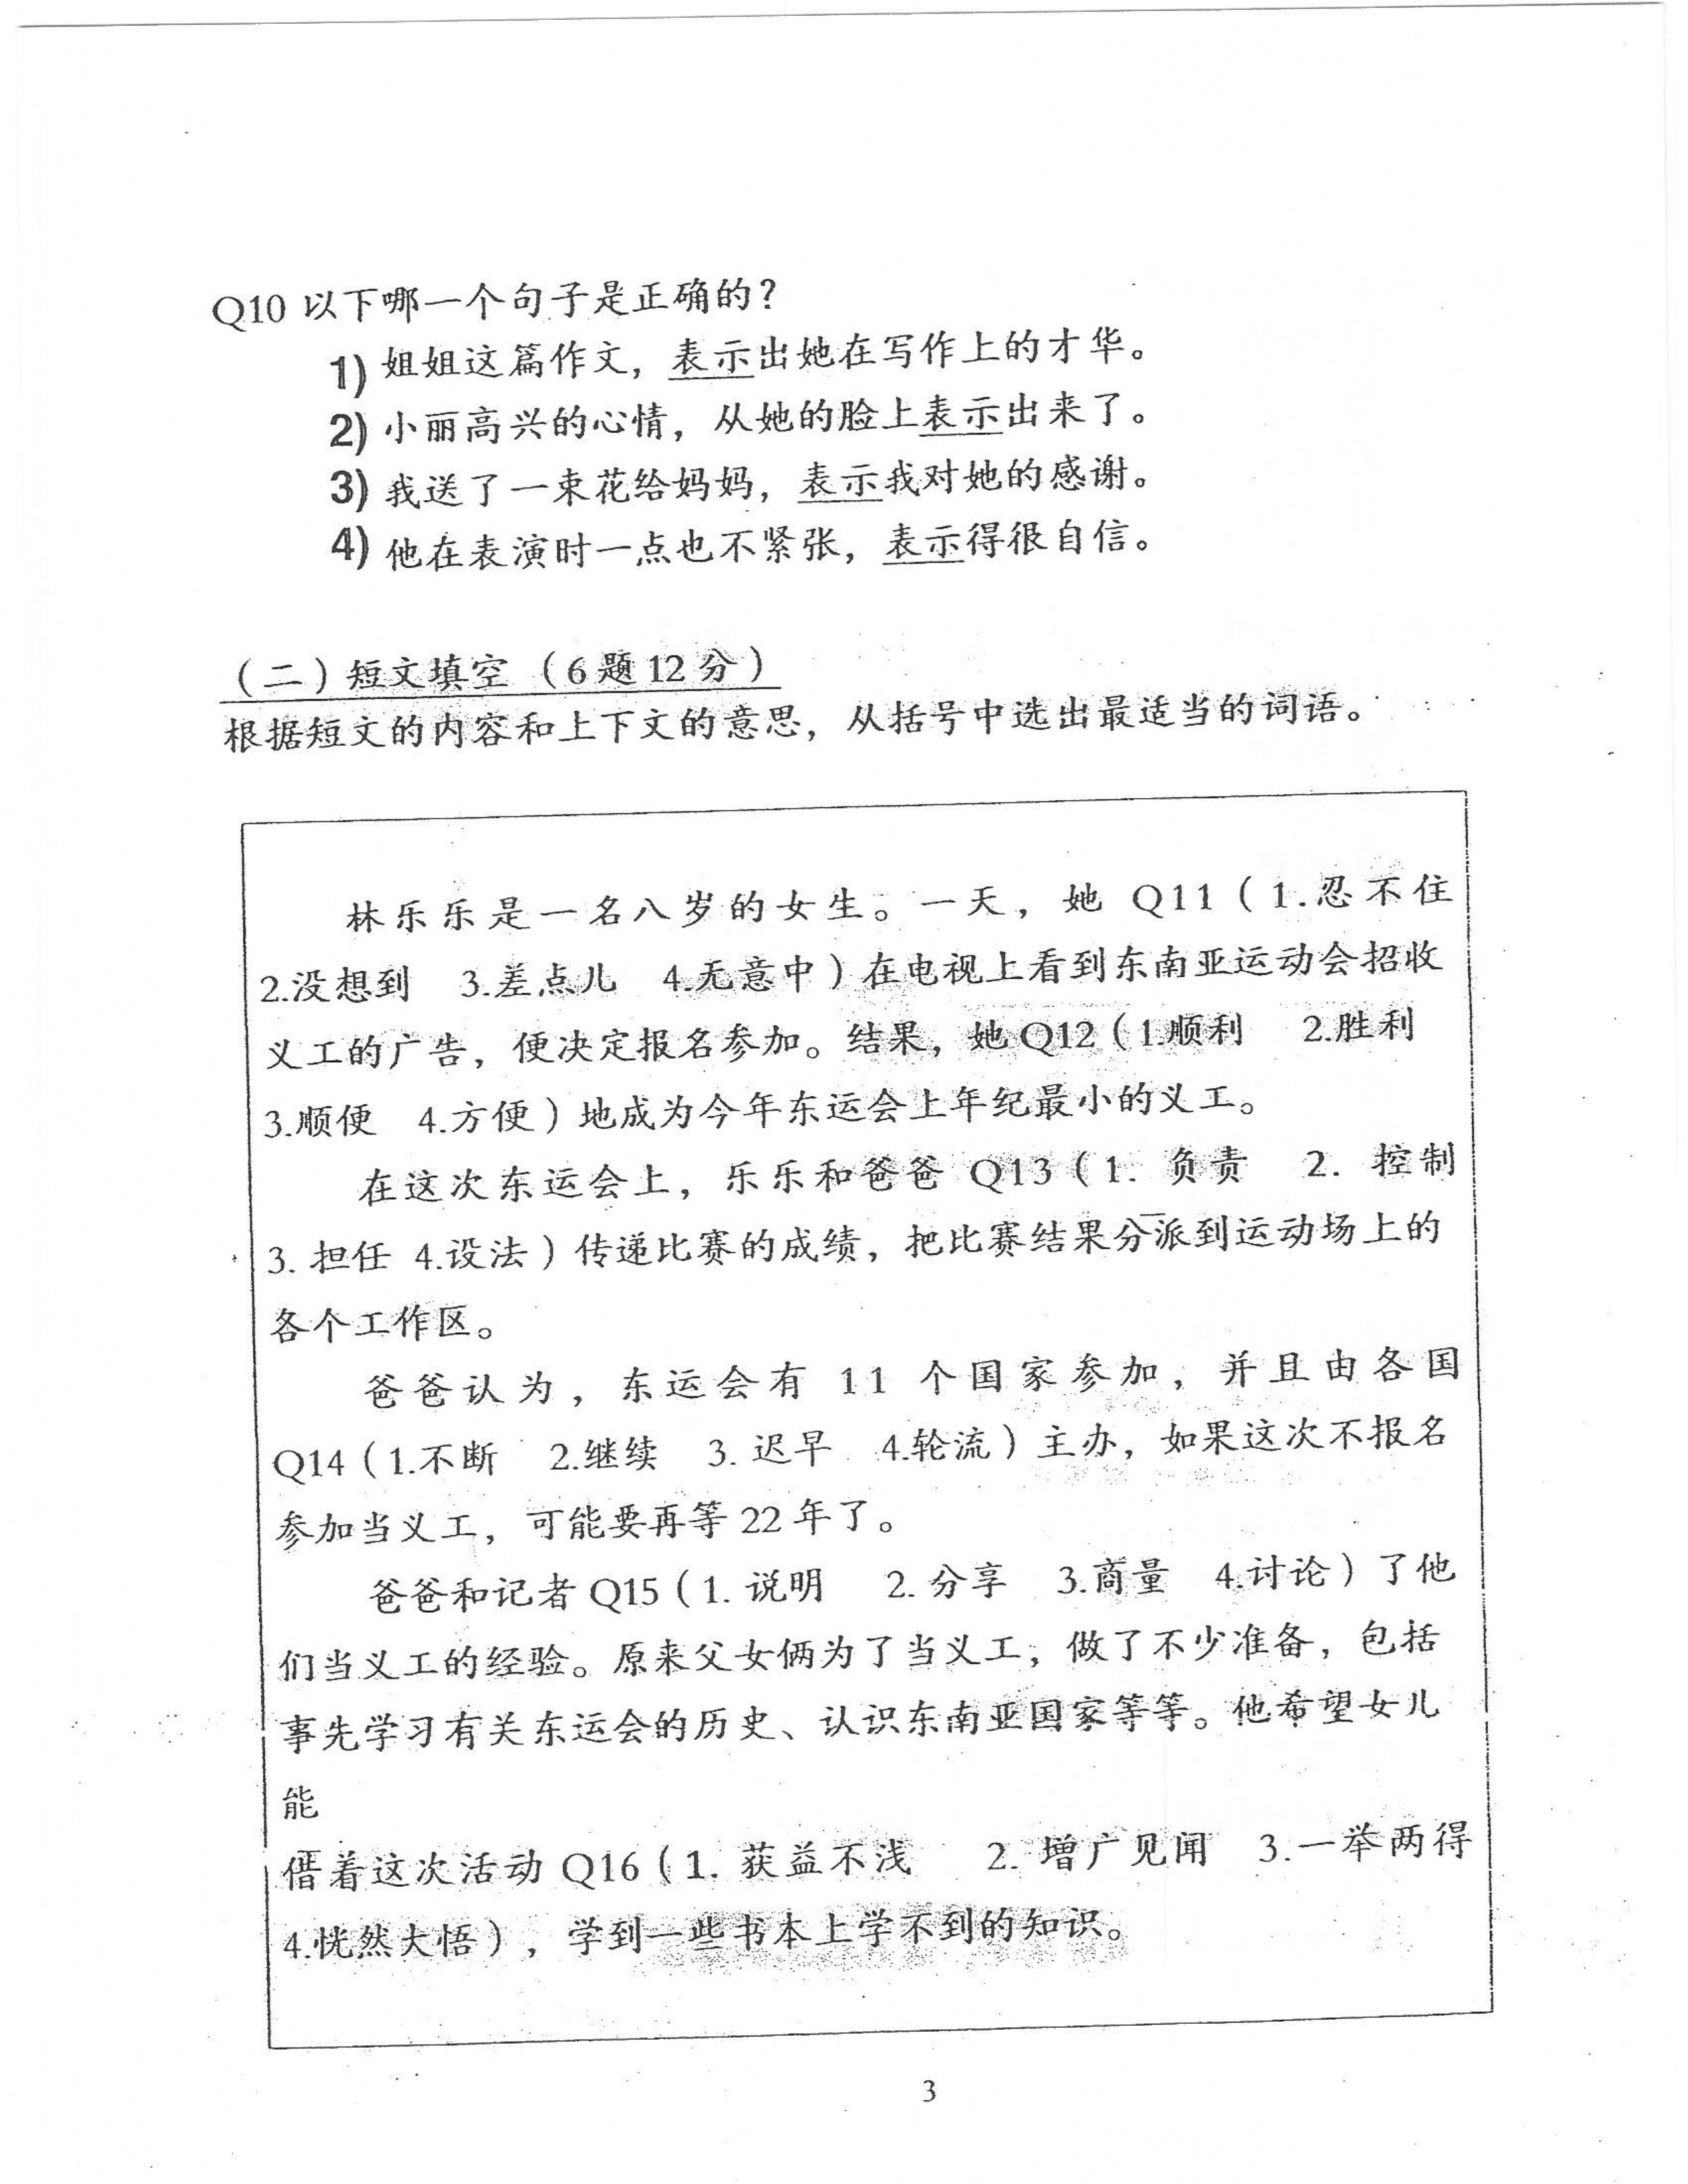 Q10 以下哪一个句子是正确的？
1) 姐姐这篇作文，表示出她在写作上的才华。
2) 小丽高兴的心情，从她的脸上表示出来了。
3) 我送了一束花给妈妈，表示我对她的感谢。
4) 他在表演时一点也不紧张，表示得很自信。
（二）短文填空（6题12分）
根据短文的内容和上下文的意思，从括号中选出最适当的词语。
林乐乐是一名八岁的女生。一天，她 Q11（1.忍不住
2.没想到 3.差点儿 4.无意中）在电视上看到东南亚运动会招收
义工的广告，便决定报名参加。结果，她Q12（1.顺利 2.胜利
3.顺便 4.方便）地成为今年东运会上年纪最小的义工。
在这次东运会上，乐乐和爸爸 Q13（1. 负责 2. 控制
3. 担任 4.设法）传递比赛的成绩，把比赛结果分派到运动场上的
各个工作区。
爸爸认为，东运会有 11 个国家参加，并且由各国
Q14（1.不断 2.继续 3. 迟早 4.轮流）主办，如果这次不报名
参加当义工，可能要再等 22 年了。
爸爸和记者 Q15（1. 说明 2. 分享 3.商量 4.讨论）了他
们当义工的经验。原来父女俩为了当义工，做了不少准备，包括
事先学习有关东运会的历史、认识东南亚国家等等。他希望女儿
能
借着这次活动 Q16（1. 获益不浅 2. 增广见闻 3.一举两得
4.恍然大悟），学到一些书本上学不到的知识。
3